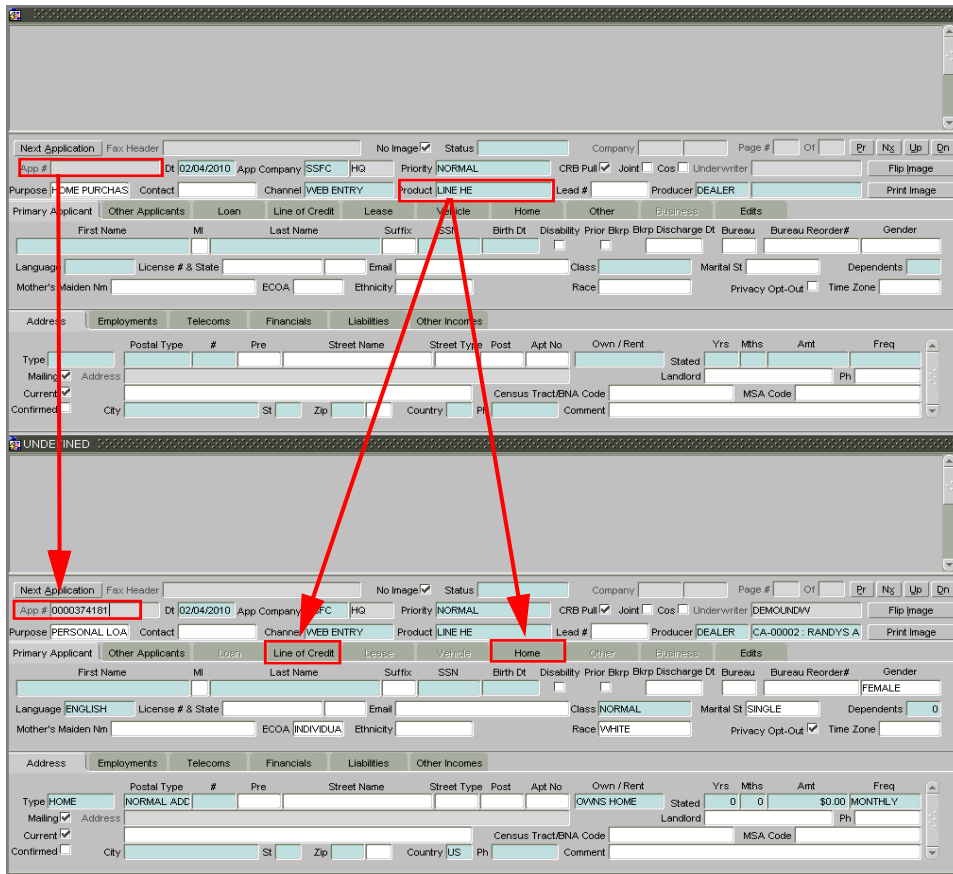 Next Application Fax Header No Image Status Company Page # Of Pr Nx Up Dn
App # Dt 02/04/2010 App Company SSFC HQ Priority NORMAL CRB Pull Joint Cos Underwriter Flip Image
Purpose HOME PURCHAS Contact Channel WEB ENTRY Product LINE HE Lead # Producer DEALER Print Image
Primary Applicant Other Applicants Loan Line of Credit Lease Vehicle Home Other Business Edits
First Name MI Last Name Suffix SSN Birth Dt Disability Prior Bkrp Bkrp Discharge Dt Bureau Bureau Reorder# Gender
Language License # & State Email Class Marital St Dependents
Mother's Maiden Nm ECOA Ethnicity Race Privacy Opt-Out Time Zone
Address Employments Telecoms Financials Liabilities Other Incomes
Postal Type # Pre Street Name Street Type Post Apt No Own / Rent Yrs Mths Amt Freq
Type Stated
Mailing Address Landlord Ph
Current Census Tract/BNA Code MSA Code
Confirmed City St Zip Country Ph Comment
UNDEFINED
Next Application Fax Header No Image Status Company Page # Of Pr Nx Up Dn
App # 0000374181 Dt 02/04/2010 App Company SSFC HQ Priority NORMAL CRB Pull Joint Cos Underwriter DEMOUNDW Flip Image
Purpose PERSONAL LOA Contact Channel WEB ENTRY Product LINE HE Lead # Producer DEALER CA-00002 : RANDYS A Print Image
Primary Applicant Other Applicants Loan Line of Credit Lease Vehicle Home Other Business Edits
First Name MI Last Name Suffix SSN Birth Dt Disability Prior Bkrp Bkrp Discharge Dt Bureau Bureau Reorder# Gender
FEMALE
Language ENGLISH License # & State Email Class NORMAL Marital St SINGLE Dependents 0
Mother's Maiden Nm ECOA INDIVIDUA Ethnicity Race WHITE Privacy Opt-Out Time Zone
Address Employments Telecoms Financials Liabilities Other Incomes
Postal Type # Pre Street Name Street Type Post Apt No Own / Rent Yrs Mths Amt Freq
Type HOME NORMAL ADD OWNS HOME Stated 0 0 $0.00 MONTHLY
Mailing Address Landlord Ph
Current Census Tract/BNA Code MSA Code
Confirmed City St Zip Country US Ph Comment